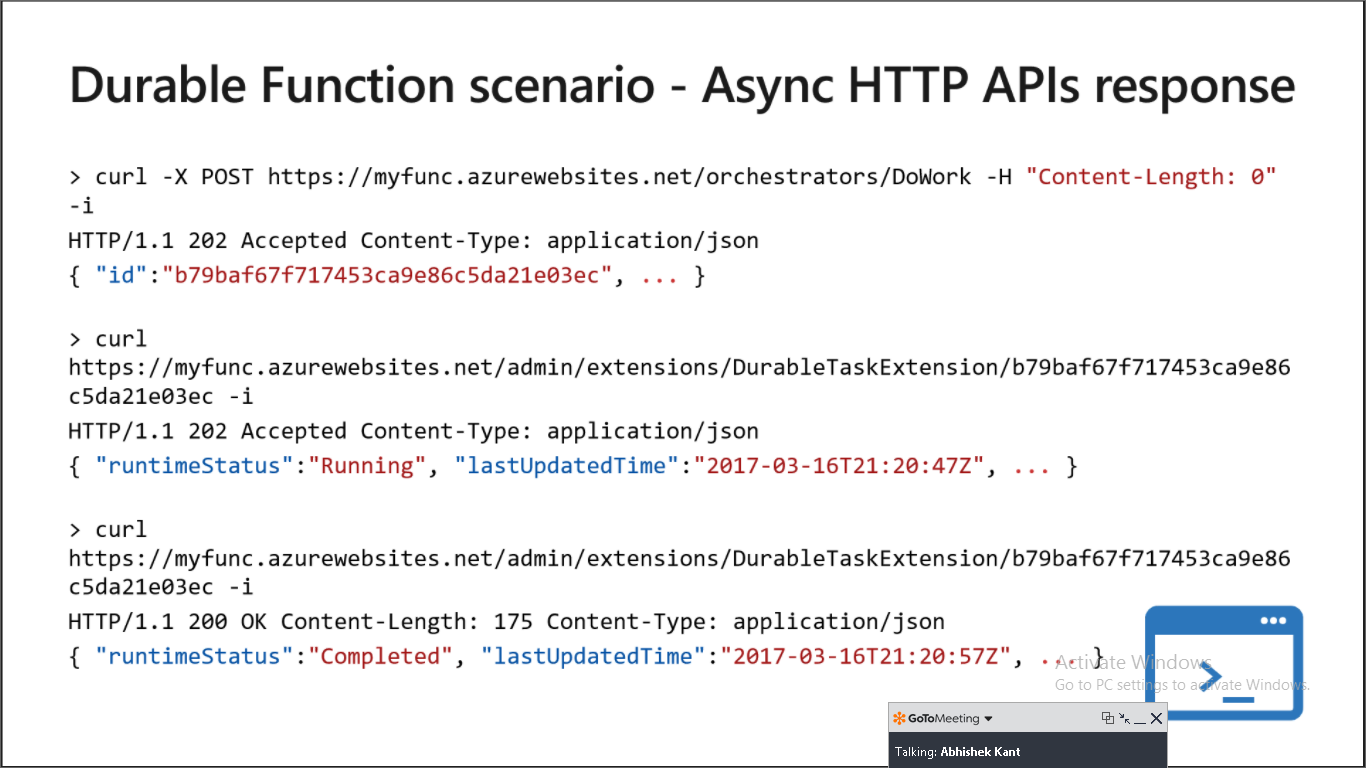 Durable Function scenario - Async HTTP APIs response
> curl -X POST https://myfunc.azurewebsites.net/orchestrators/DoWork -H "Content-Length: 0"
-i
HTTP/1.1 202 Accepted Content-Type: application/json
{ "id":"b79baf67f717453ca9e86c5da21e03ec", ... }
> curl
https://myfunc.azurewebsites.net/admin/extensions/DurableTaskExtension/b79baf67f717453ca9e86
c5da21e03ec -i
HTTP/1.1 202 Accepted Content-Type: application/json
{ "runtimeStatus":"Running", "lastUpdatedTime":"2017-03-16T21:20:47Z", ... }
> curl
https://myfunc.azurewebsites.net/admin/extensions/DurableTaskExtension/b79baf67f717453ca9e86
c5da21e03ec -i
HTTP/1.1 200 OK Content-Length: 175 Content-Type: application/json
{ "runtimeStatus":"Completed", "lastUpdatedTime":"2017-03-16T21:20:57Z", ... }
Activate Windows
Go to PC settings to activate Windows.
GoToMeeting
Talking: Abhishek Kant